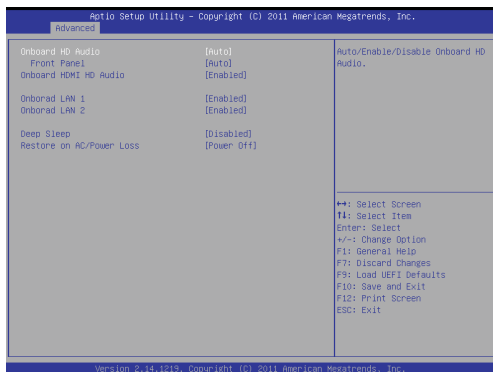 Aptio Setup Utility – Copyright (C) 2011 American Megatrends, Inc.
Advanced
Onboard HD Audio [Auto]
Front Panel [Auto]
Onboard HDMI HD Audio [Enabled]
Onborad LAN 1 [Enabled]
Onborad LAN 2 [Enabled]
Deep Sleep [Disabled]
Restore on AC/Power Loss [Power Off]
Auto/Enable/Disable Onboard HD
Audio.
↔: Select Screen
↑↓: Select Item
Enter: Select
+/-: Change Option
F1: General Help
F7: Discard Changes
F9: Load UEFI Defaults
F10: Save and Exit
F12: Print Screen
ESC: Exit
Version 2.14.1219. Copyright (C) 2011 American Megatrends, Inc.